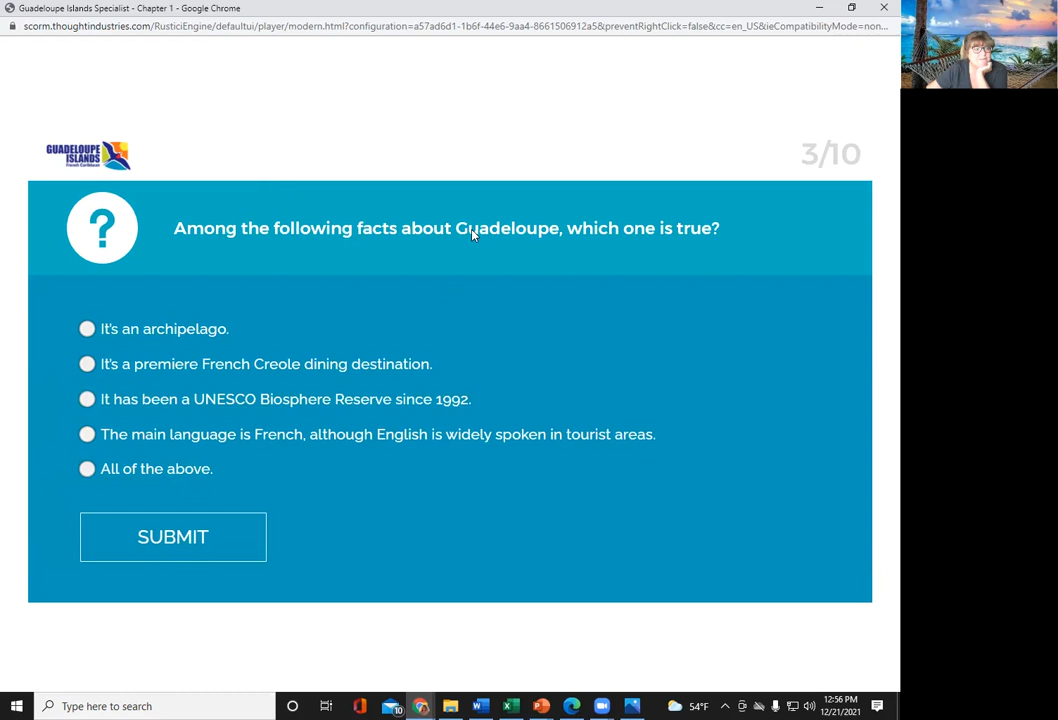 Guadeloupe Islands Specialist - Chapter 1 - Google Chrome
scorm.thoughtindustries.com/RusticEngine/defaultui/player/modern.html?configuration=a57ad6d1-1b6f-44e6-9aa4-8661506912a5&preventRightClick=false&cc=en_US&ieCompatibilityMode=non...
GUADELOUPE
ISLANDS
French Caribbean
3/10
?
Among the following facts about Guadeloupe, which one is true?
It's an archipelago.
It's a premiere French Creole dining destination.
It has been a UNESCO Biosphere Reserve since 1992.
The main language is French, although English is widely spoken in tourist areas.
All of the above.
SUBMIT
Type here to search
10
54°F
12:56 PM
12/21/2021